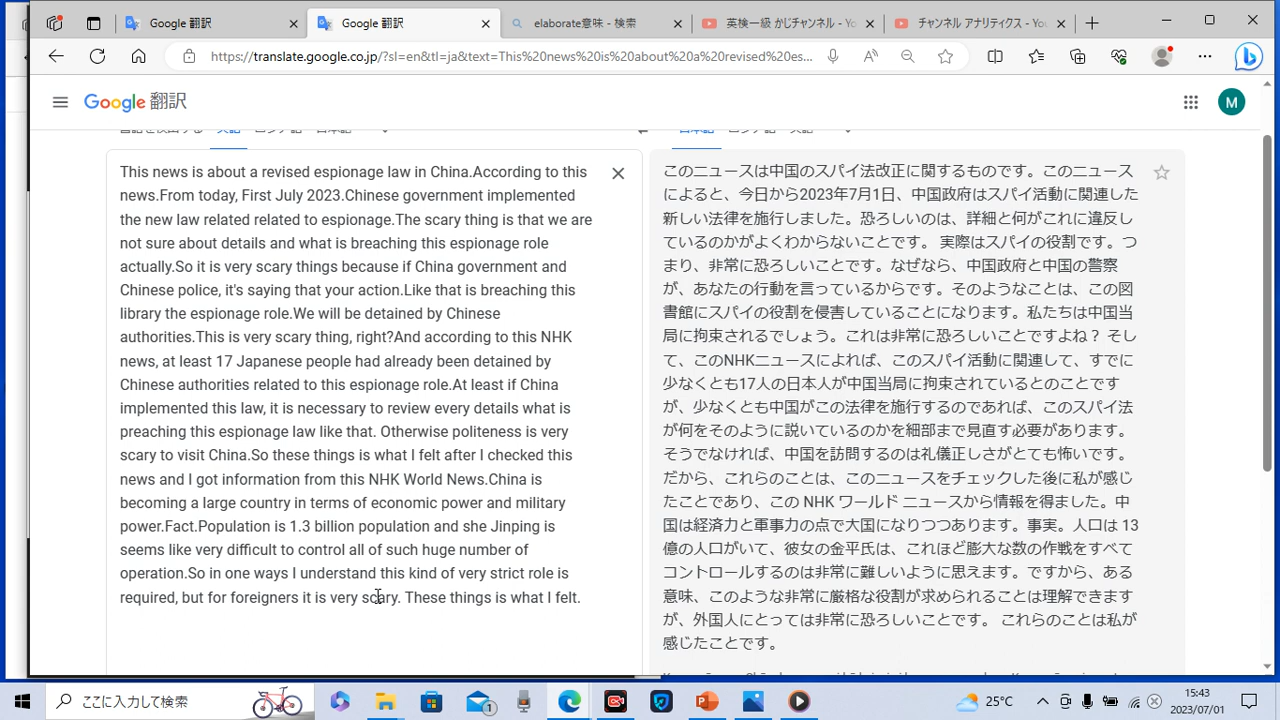 Google 翻訳
Google 翻訳
elaborate意味 - 検索
英検一級 かじチャンネル - Yo
チャンネル アナリティクス - You
https://translate.google.co.jp/?sl=en&tl=ja&text=This%20news%20is%20about%20a%20revised%20es...
Google 翻訳
M
This news is about a revised espionage law in China.According to this
news.From today, First July 2023.Chinese government implemented
the new law related related to espionage.The scary thing is that we are
not sure about details and what is breaching this espionage role
actually.So it is very scary things because if China government and
Chinese police, it's saying that your action.Like that is breaching this
library the espionage role.We will be detained by Chinese
authorities.This is very scary thing, right?And according to this NHK
news, at least 17 Japanese people had already been detained by
Chinese authorities related to this espionage role.At least if China
implemented this law, it is necessary to review every details what is
preaching this espionage law like that. Otherwise politeness is very
scary to visit China.So these things is what I felt after I checked this
news and I got information from this NHK World News.China is
becoming a large country in terms of economic power and military
power.Fact.Population is 1.3 billion population and she Jinping is
seems like very difficult to control all of such huge number of
operation.So in one ways I understand this kind of very strict role is
required, but for foreigners it is very scary. These things is what I felt.
このニュースは中国のスパイ法改正に関するものです。このニュース
によると、今日から2023年7月1日、中国政府はスパイ活動に関連した
新しい法律を施行しました。恐ろしいのは、詳細と何がこれに違反し
ているのかがよくわからないことです。 実際はスパイの役割です。つ
まり、非常に恐ろしいことです。なぜなら、中国政府と中国の警察
が、あなたの行動を言っているからです。そのようなことは、この図
書館にスパイの役割を侵害していることになります。私たちは中国当
局に拘束されるでしょう。これは非常に恐ろしいことですよね？ そし
て、このNHKニュースによれば、このスパイ活動に関連して、すでに
少なくとも17人の日本人が中国当局に拘束されているとのことです
が、少なくとも中国がこの法律を施行するのであれば、このスパイ法
が何をそのように説いているのかを細部まで見直す必要があります。
そうでなければ、中国を訪問するのは礼儀正しさがとても怖いです。
だから、これらのことは、このニュースをチェックした後に私が感じ
たことであり、この NHK ワールド ニュースから情報を得ました。中
国は経済力と軍事力の点で大国になりつつあります。事実。人口は 13
億の人口がいて、彼女の金平氏は、これほど膨大な数の作戦をすべて
コントロールするのは非常に難しいように思えます。ですから、ある
意味、このような非常に厳格な役割が求められることは理解できます
が、外国人にとっては非常に恐ろしいことです。 これらのことは私が
感じたことです。
ここに入力して検索
1
25°C
15:43
2023/07/01